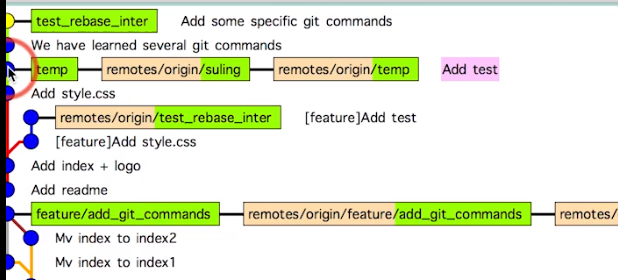 test_rebase_inter Add some specific git commands
We have learned several git commands
temp remotes/origin/suling remotes/origin/temp Add test
Add style.css
remotes/origin/test_rebase_inter [feature]Add test
[feature]Add style.css
Add index + logo
Add readme
feature/add_git_commands remotes/origin/feature/add_git_commands remotes/
Mv index to index2
Mv index to index1